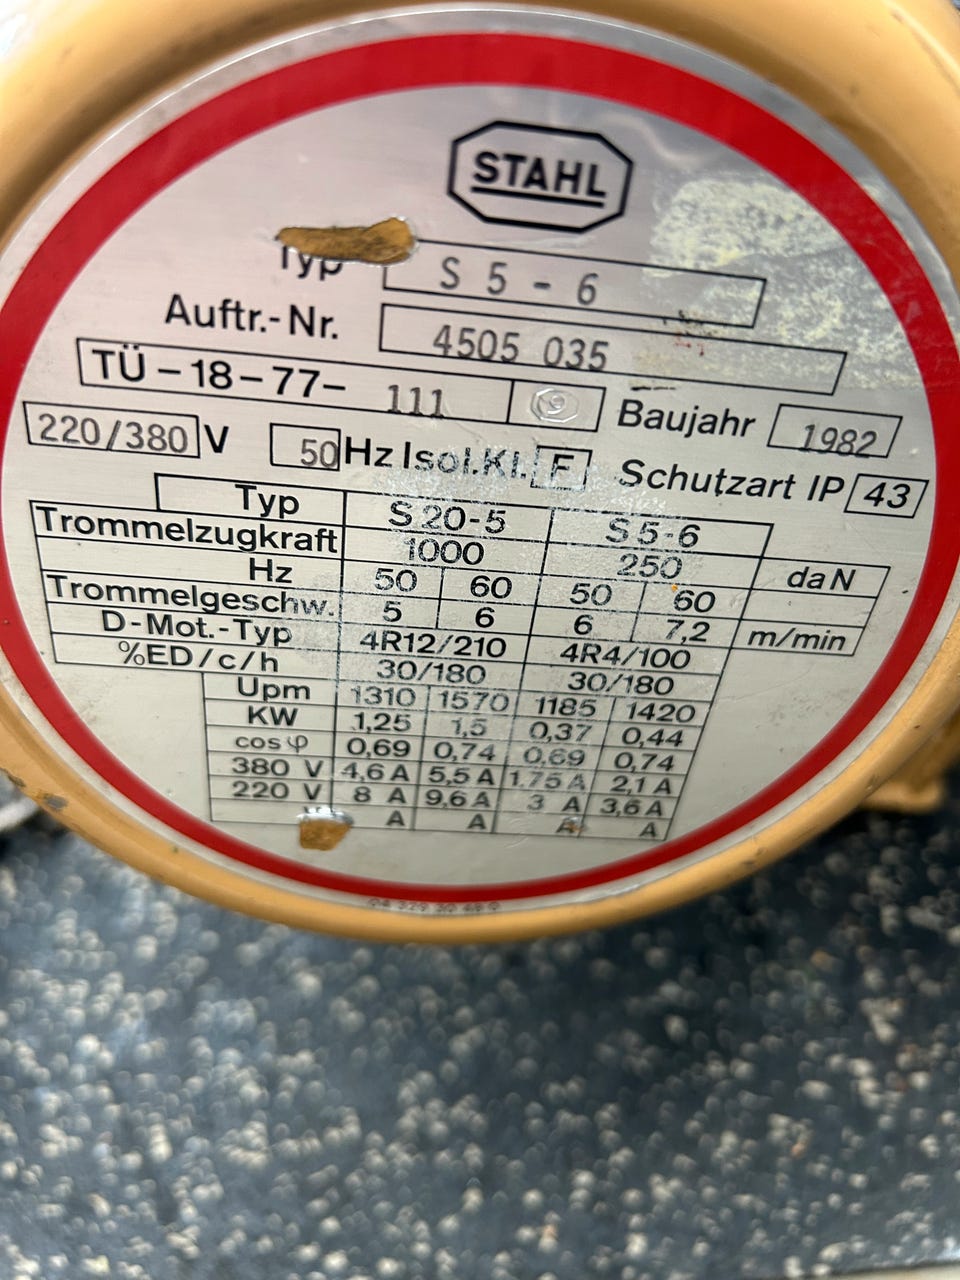 STAHL
Typ S 5 - 6
Auftr.-Nr. 4505 035
TÜ-18-77- 111 9 Baujahr 1982
220/380 V 50 Hz Isol.Kl. F Schutzart IP 43
Typ S 20-5 S 5-6
Trommelzugkraft 1000 250 daN
Hz 50 60 50 60
Trommelgeschw. 5 6 6 7,2 m/min
D-Mot.-Typ 4R12/210 4R4/100
%ED/c/h 30/180 30/180
Upm 1310 1570 1185 1420
KW 1,25 1,5 0,37 0,44
cos φ 0,69 0,74 0,69 0,74
380 V 4,6 A 5,5 A 1.75 A 2,1 A
220 V 8 A 9,6 A 3 A 3,6 A
A A A A